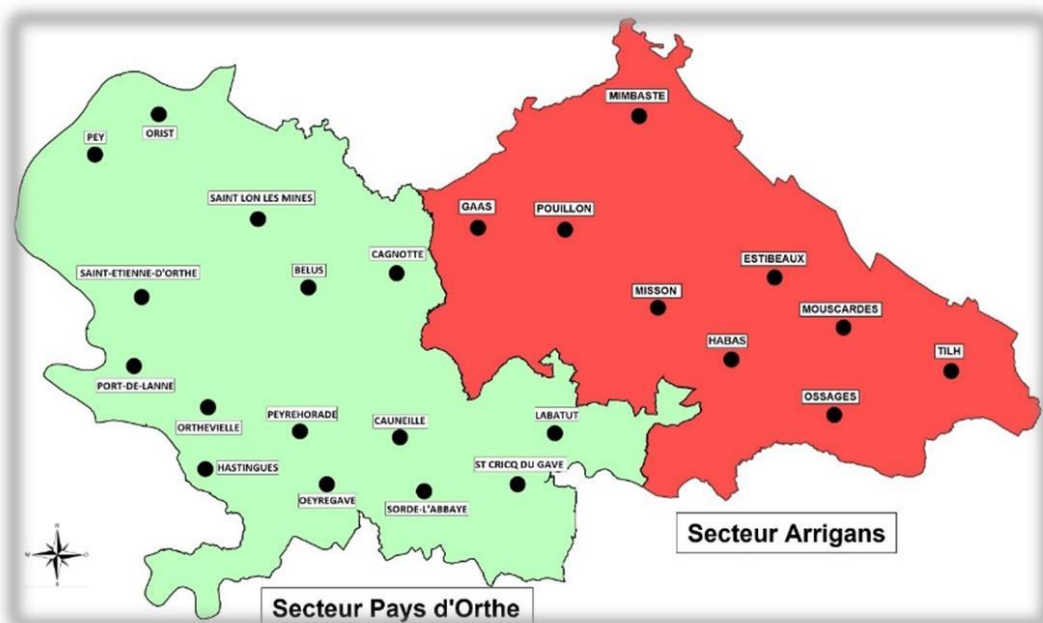 MIMBASTE
ORIST
PEY
SAINT LON LES MINES
GAAS
POUILLON
CAGNOTTE
ESTIBEAUX
BELUS
SAINT-ETIENNE-D'ORTHE
MISSON
MOUSCARDES
HABAS
TILH
PORT-DE-LANNE
OSSAGES
ORTHEVIELLE
PEYREHORADE
CAUNEILLE
LABATUT
HASTINGUES
ST CRICQ DU GAVE
OEYREGAVE
SORDE-L'ABBAYE
Secteur Arrigans
Secteur Pays d'Orthe